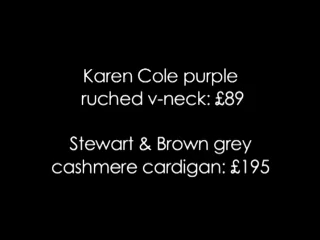 Karen Cole purple
ruched v-neck: £89
Stewart & Brown grey
cashmere cardigan: £195